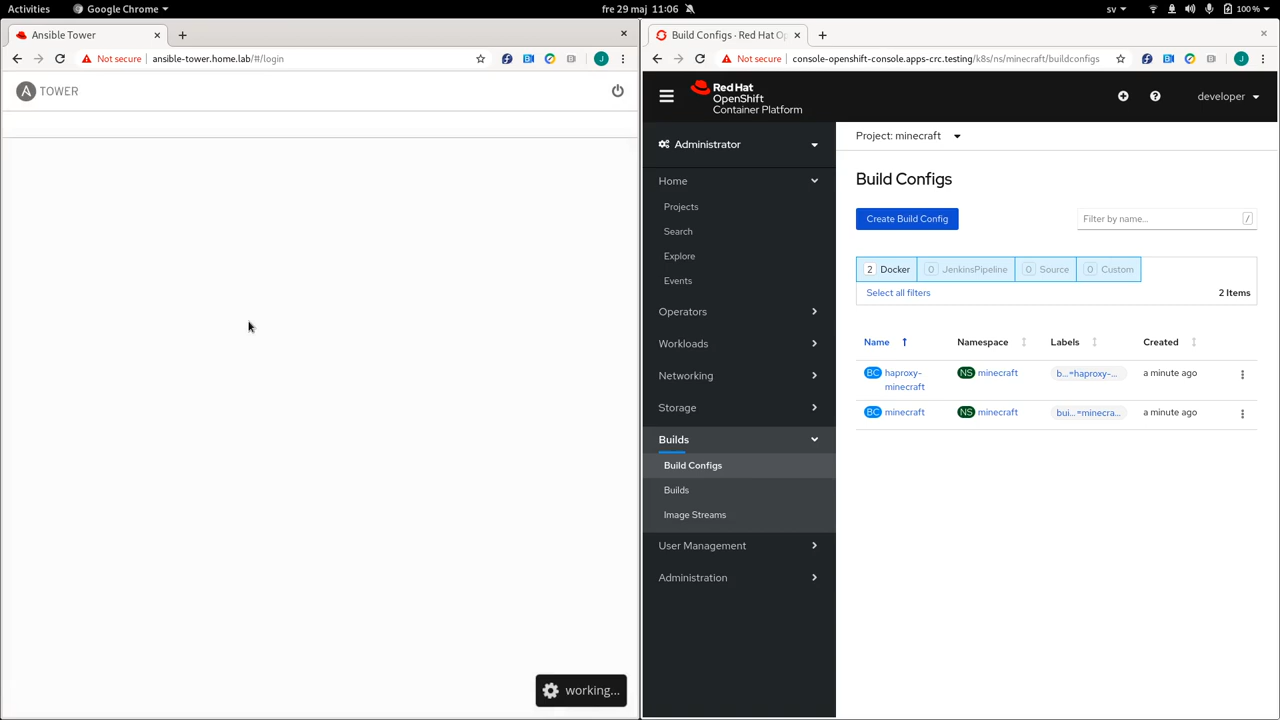 Activities
Google Chrome
fre 29 maj 11:06
sv
100 %
Ansible Tower
Not secure
ansible-tower.home.lab/#/login
J
A TOWER
working...
Build Configs · Red Hat Op
Not secure
console-openshift-console.apps-crc.testing/k8s/ns/minecraft/buildconfigs
J
Red Hat
OpenShift
Container Platform
developer
Administrator
Home
Projects
Search
Explore
Events
Operators
Workloads
Networking
Storage
Builds
Build Configs
Builds
Image Streams
User Management
Administration
Project: minecraft
Build Configs
Create Build Config
Filter by name...
/
2 Docker
0 JenkinsPipeline
0 Source
0 Custom
Select all filters
2 Items
Name Namespace Labels Created
BC haproxy-minecraft NS minecraft b...=haproxy-... a minute ago
BC minecraft NS minecraft bui...=minecra... a minute ago